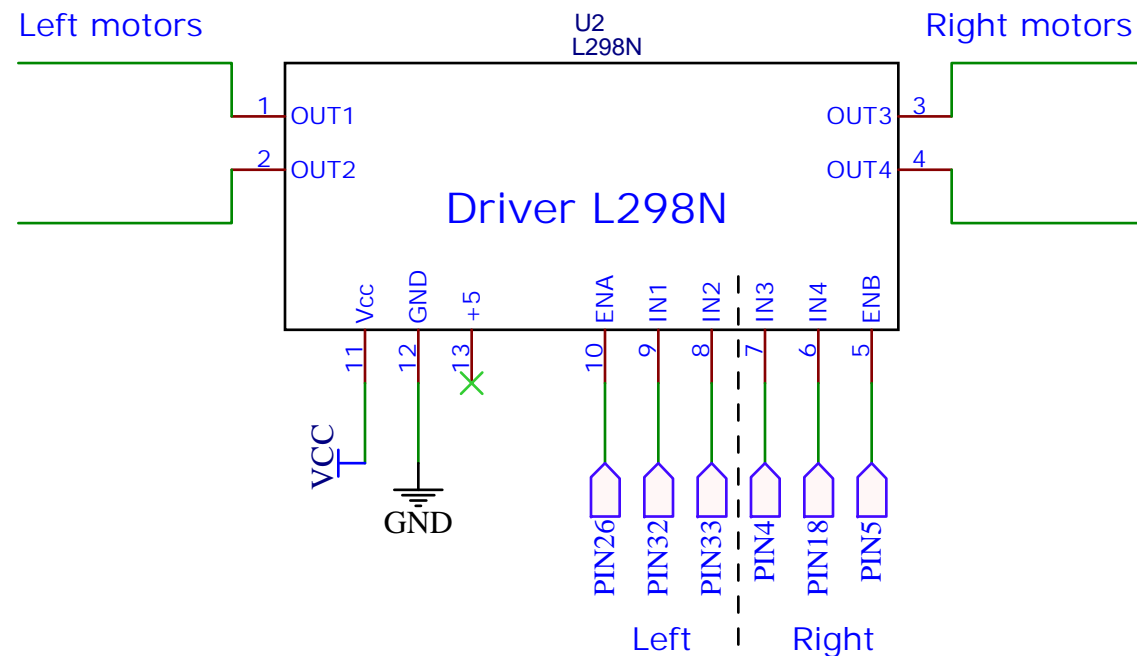 Left motors
U2
L298N
Right motors
1
OUT1
OUT3
3
2
OUT2
OUT4
4
Driver L298N
Vcc
GND
+5
ENA
IN1
IN2
IN3
IN4
ENB
11
12
13
10
9
8
7
6
5
VCC
GND
PIN26
PIN32
PIN33
PIN4
PIN18
PIN5
Left
Right